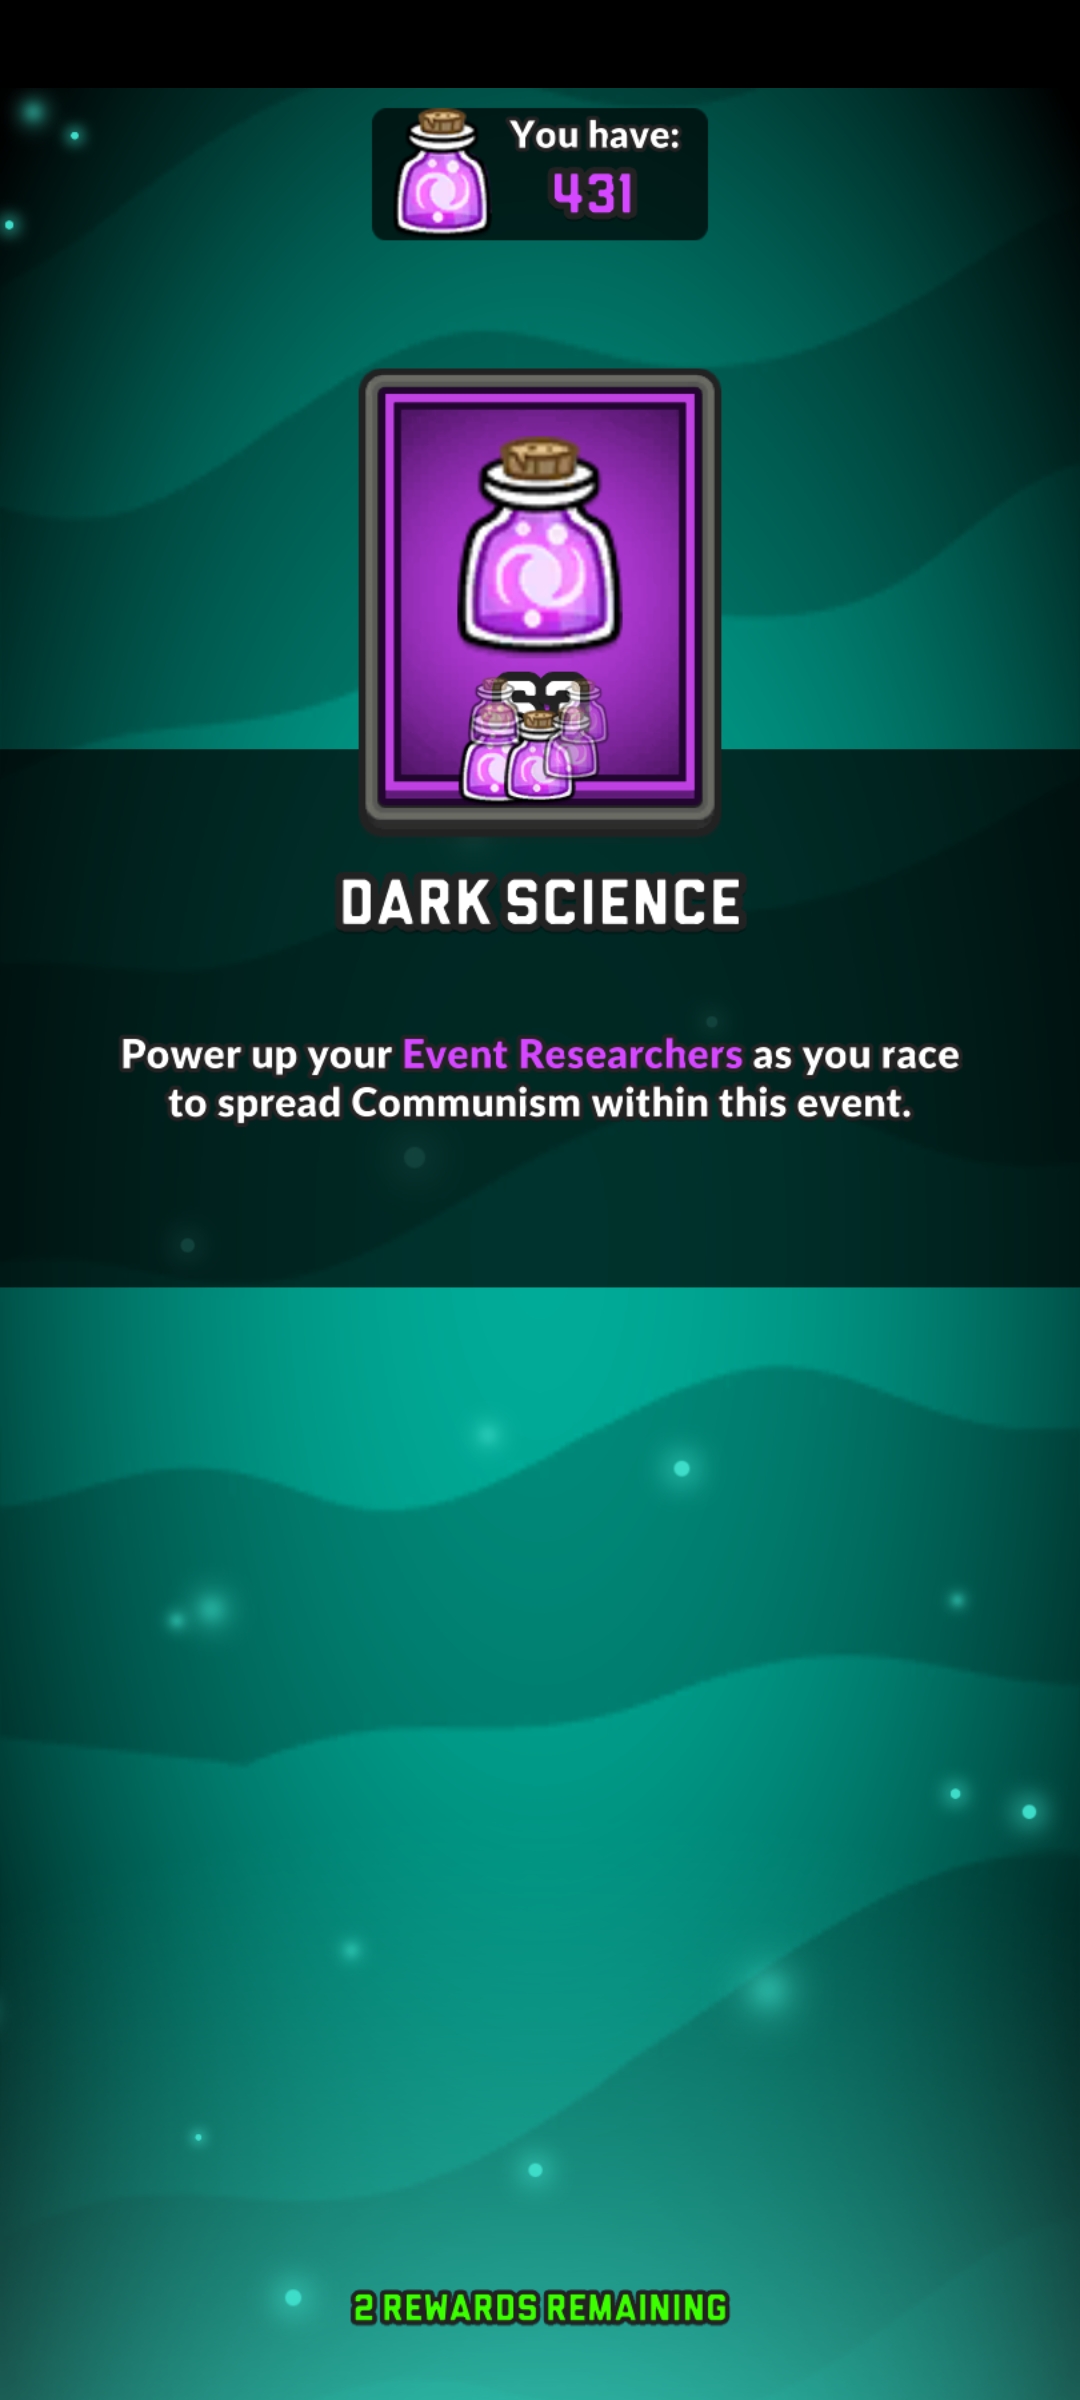 You have:
431
DARK SCIENCE
Power up your Event Researchers as you race
to spread Communism within this event.
2 REWARDS REMAINING